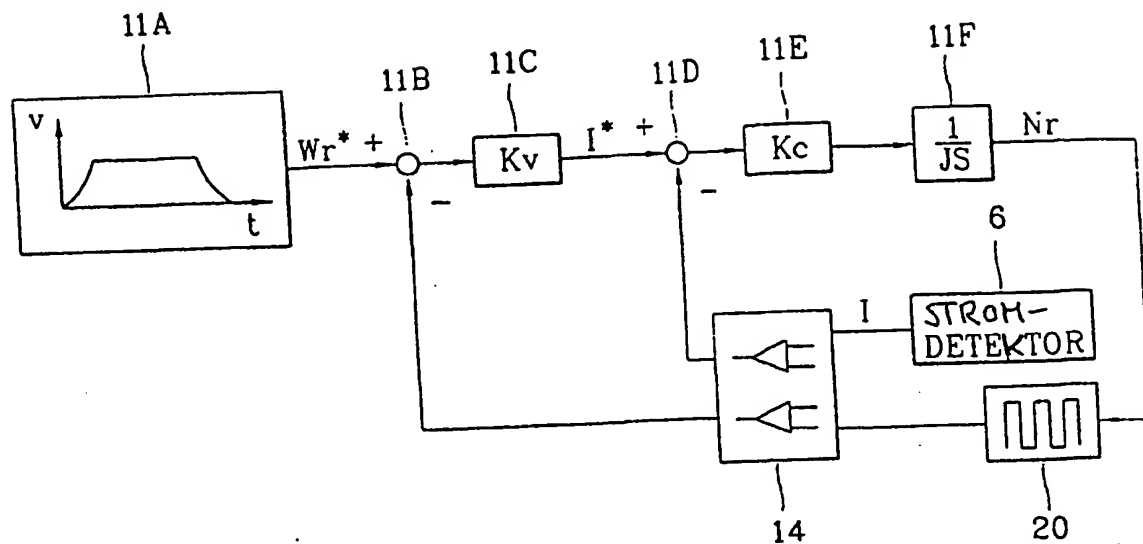 11A
11B
11C
11D
11E
11F
v
t
Wr* +
−
Kv
I* +
−
Kc
1
JS
Nr
6
I
STROM-
DETEKTOR
14
20